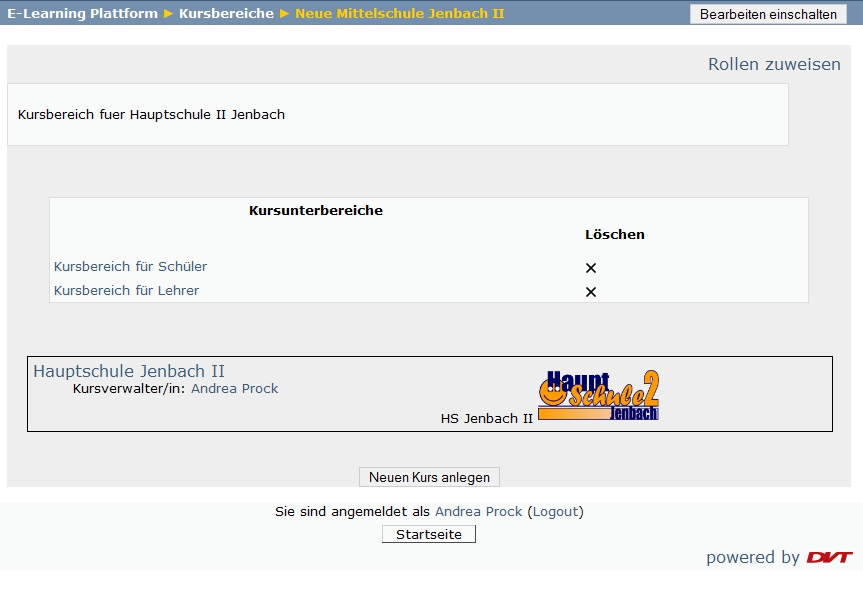 E-Learning Plattform ► Kursbereiche ► Neue Mittelschule Jenbach II
Bearbeiten einschalten
Rollen zuweisen
Kursbereich fuer Hauptschule II Jenbach
Kursunterbereiche
Löschen
Kursbereich für Schüler
Kursbereich für Lehrer
Hauptschule Jenbach II
Kursverwalter/in: Andrea Prock
HS Jenbach II
Haupt
Schule2
Jenbach
Neuen Kurs anlegen
Sie sind angemeldet als Andrea Prock (Logout)
Startseite
powered by DVT